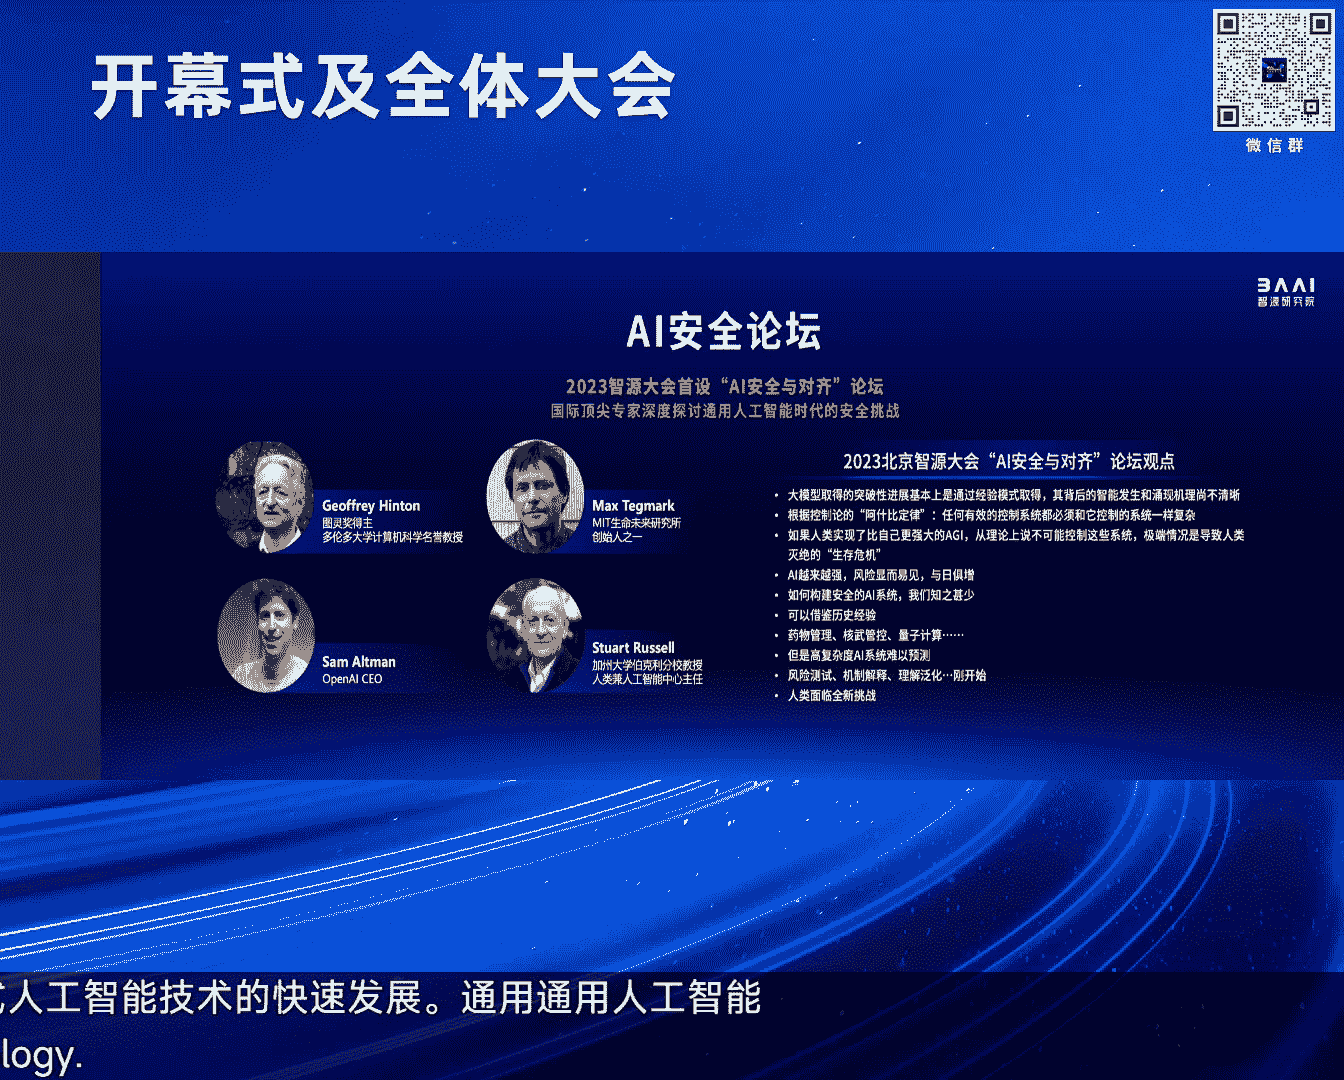 开幕式及全体大会
微信群
BAAI
智源研究院
AI安全论坛
2023智源大会首设“AI安全与对齐”论坛
国际顶尖专家深度探讨通用人工智能时代的安全挑战
Geoffrey Hinton
图灵奖得主
多伦多大学计算机科学名誉教授
Max Tegmark
MIT生命未来研究所
创始人之一
Sam Altman
OpenAI CEO
Stuart Russell
加州大学伯克利分校教授
人类兼人工智能中心主任
2023北京智源大会“AI安全与对齐”论坛观点
• 大模型取得的突破性进展基本上是通过经验模式取得，其背后的智能发生和涌现机理尚不清晰
• 根据控制论的“阿什比定律”：任何有效的控制系统都必须和它控制的系统一样复杂
• 如果人类实现了比自己更强大的AGI，从理论上说不可能控制这些系统，极端情况是导致人类
灭绝的“生存危机”
• AI越来越强，风险显而易见，与日俱增
• 如何构建安全的AI系统，我们知之甚少
• 可以借鉴历史经验
• 药物管理、核武管控、量子计算……
• 但是高复杂度AI系统难以预测
• 风险测试、机制解释、理解泛化…刚开始
• 人类面临全新挑战
人工智能技术的快速发展。通用通用人工智能
logy.